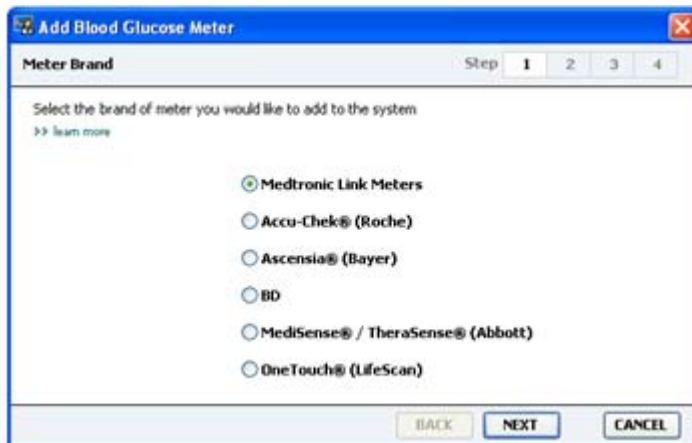 Add Blood Glucose Meter
Meter Brand Step 1 2 3 4
Select the brand of meter you would like to add to the system
>> learn more
Medtronic Link Meters
Accu-Chek® (Roche)
Ascensia® (Bayer)
BD
MediSense® / TheraSense® (Abbott)
OneTouch® (LifeScan)
BACK NEXT CANCEL